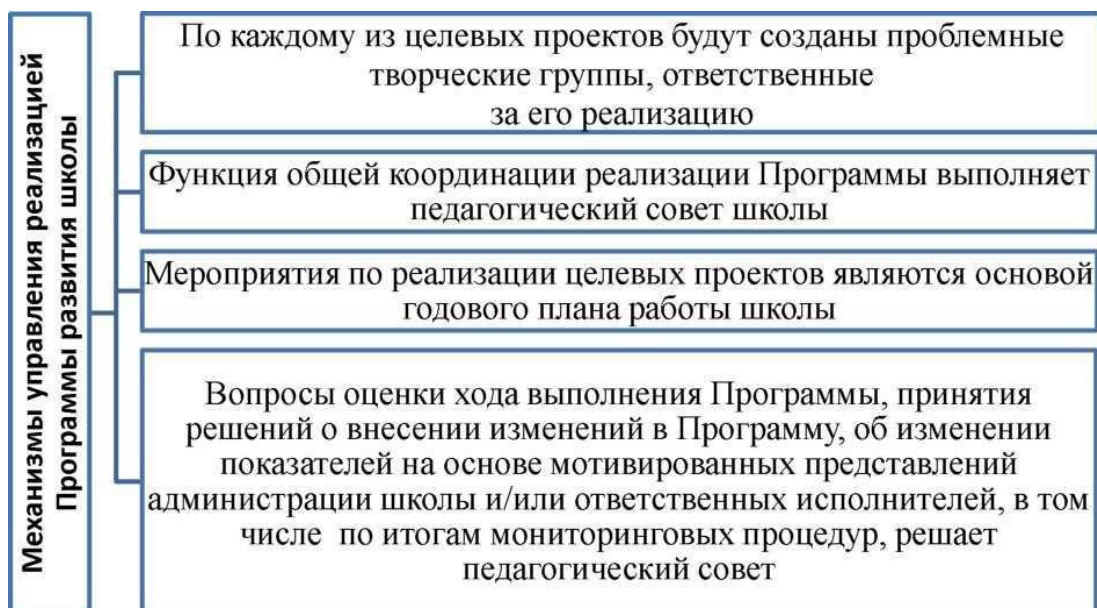 Механизмы управления реализацией
Программы развития школы
По каждому из целевых проектов будут созданы проблемные
творческие группы, ответственные
за его реализацию
Функция общей координации реализации Программы выполняет
педагогический совет школы
Мероприятия по реализации целевых проектов являются основой
годового плана работы школы
Вопросы оценки хода выполнения Программы, принятия
решений о внесении изменений в Программу, об изменении
показателей на основе мотивированных представлений
администрации школы и/или ответственных исполнителей, в том
числе по итогам мониторинговых процедур, решает
педагогический совет